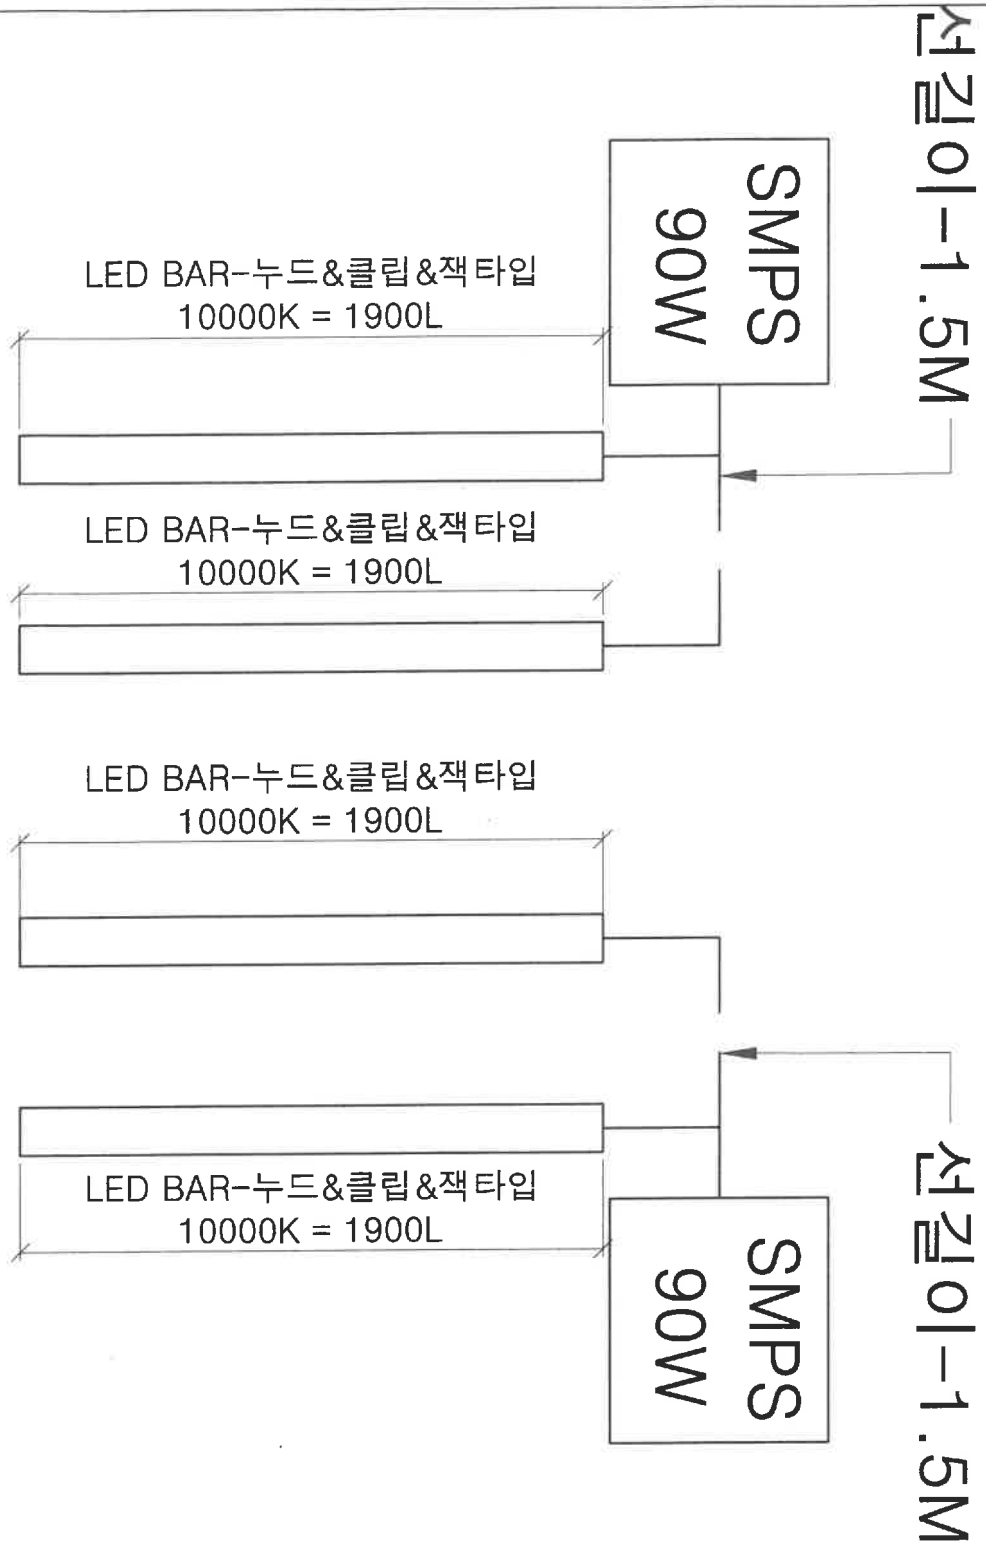 선길이-1.5M
SMPS
90W
LED BAR-누드&클립&잭타입
10000K = 1900L
LED BAR-누드&클립&잭타입
10000K = 1900L
LED BAR-누드&클립&잭타입
10000K = 1900L
LED BAR-누드&클립&잭타입
10000K = 1900L
SMPS
90W
선길이-1.5M